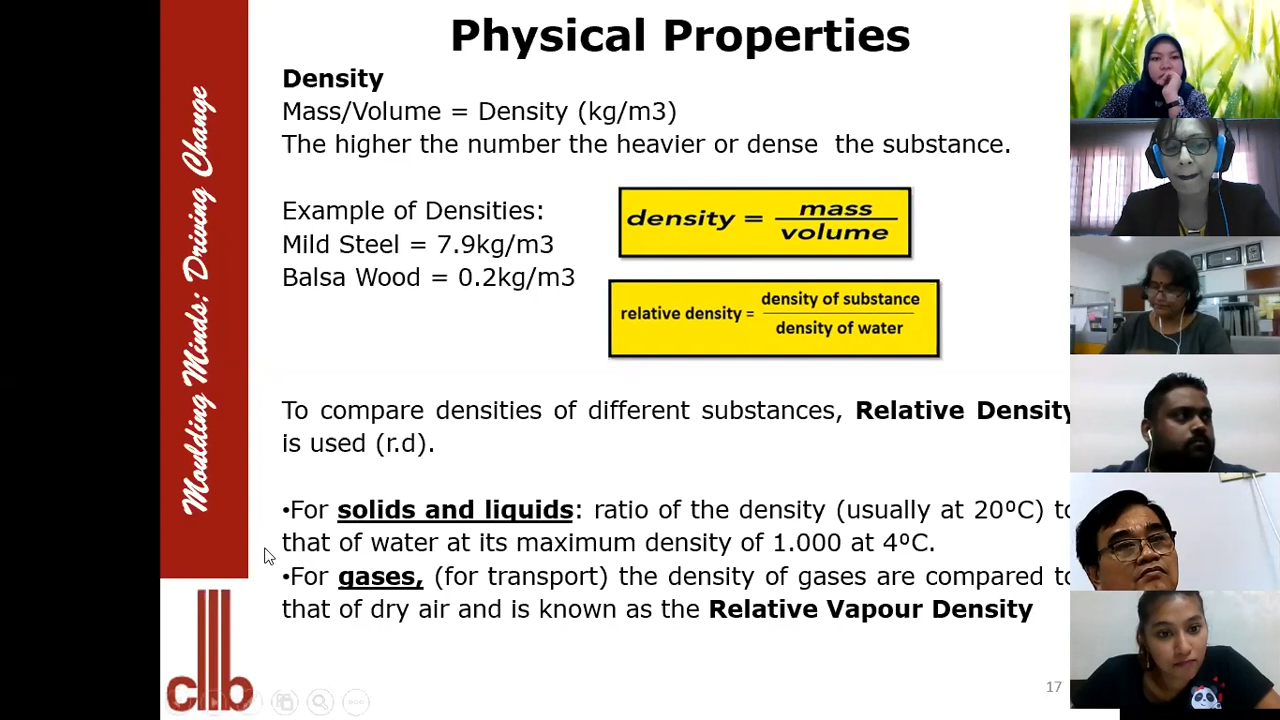 Physical Properties
Density
Mass/Volume = Density (kg/m3)
The higher the number the heavier or dense the substance.
Example of Densities:
Mild Steel = 7.9kg/m3
Balsa Wood = 0.2kg/m3
density = mass
volume
relative density = density of substance
density of water
To compare densities of different substances, Relative Density
is used (r.d).
•For solids and liquids: ratio of the density (usually at 20ºC) to
that of water at its maximum density of 1.000 at 4ºC.
•For gases, (for transport) the density of gases are compared to
that of dry air and is known as the Relative Vapour Density
Moulding Minds; Driving Change
dlb
17